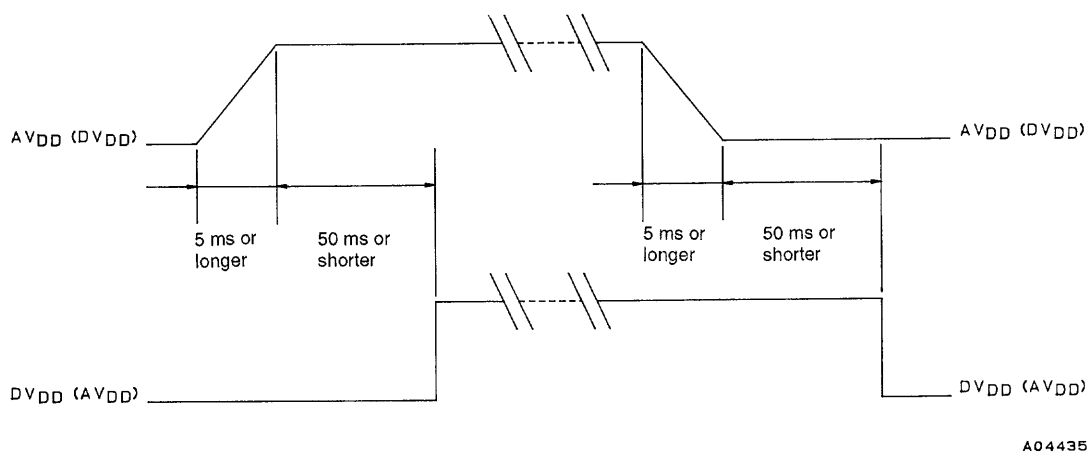 AVDD (DVDD)
AVDD (DVDD)
5 ms or
longer
50 ms or
shorter
5 ms or
longer
50 ms or
shorter
DVDD (AVDD)
DVDD (AVDD)
A04435